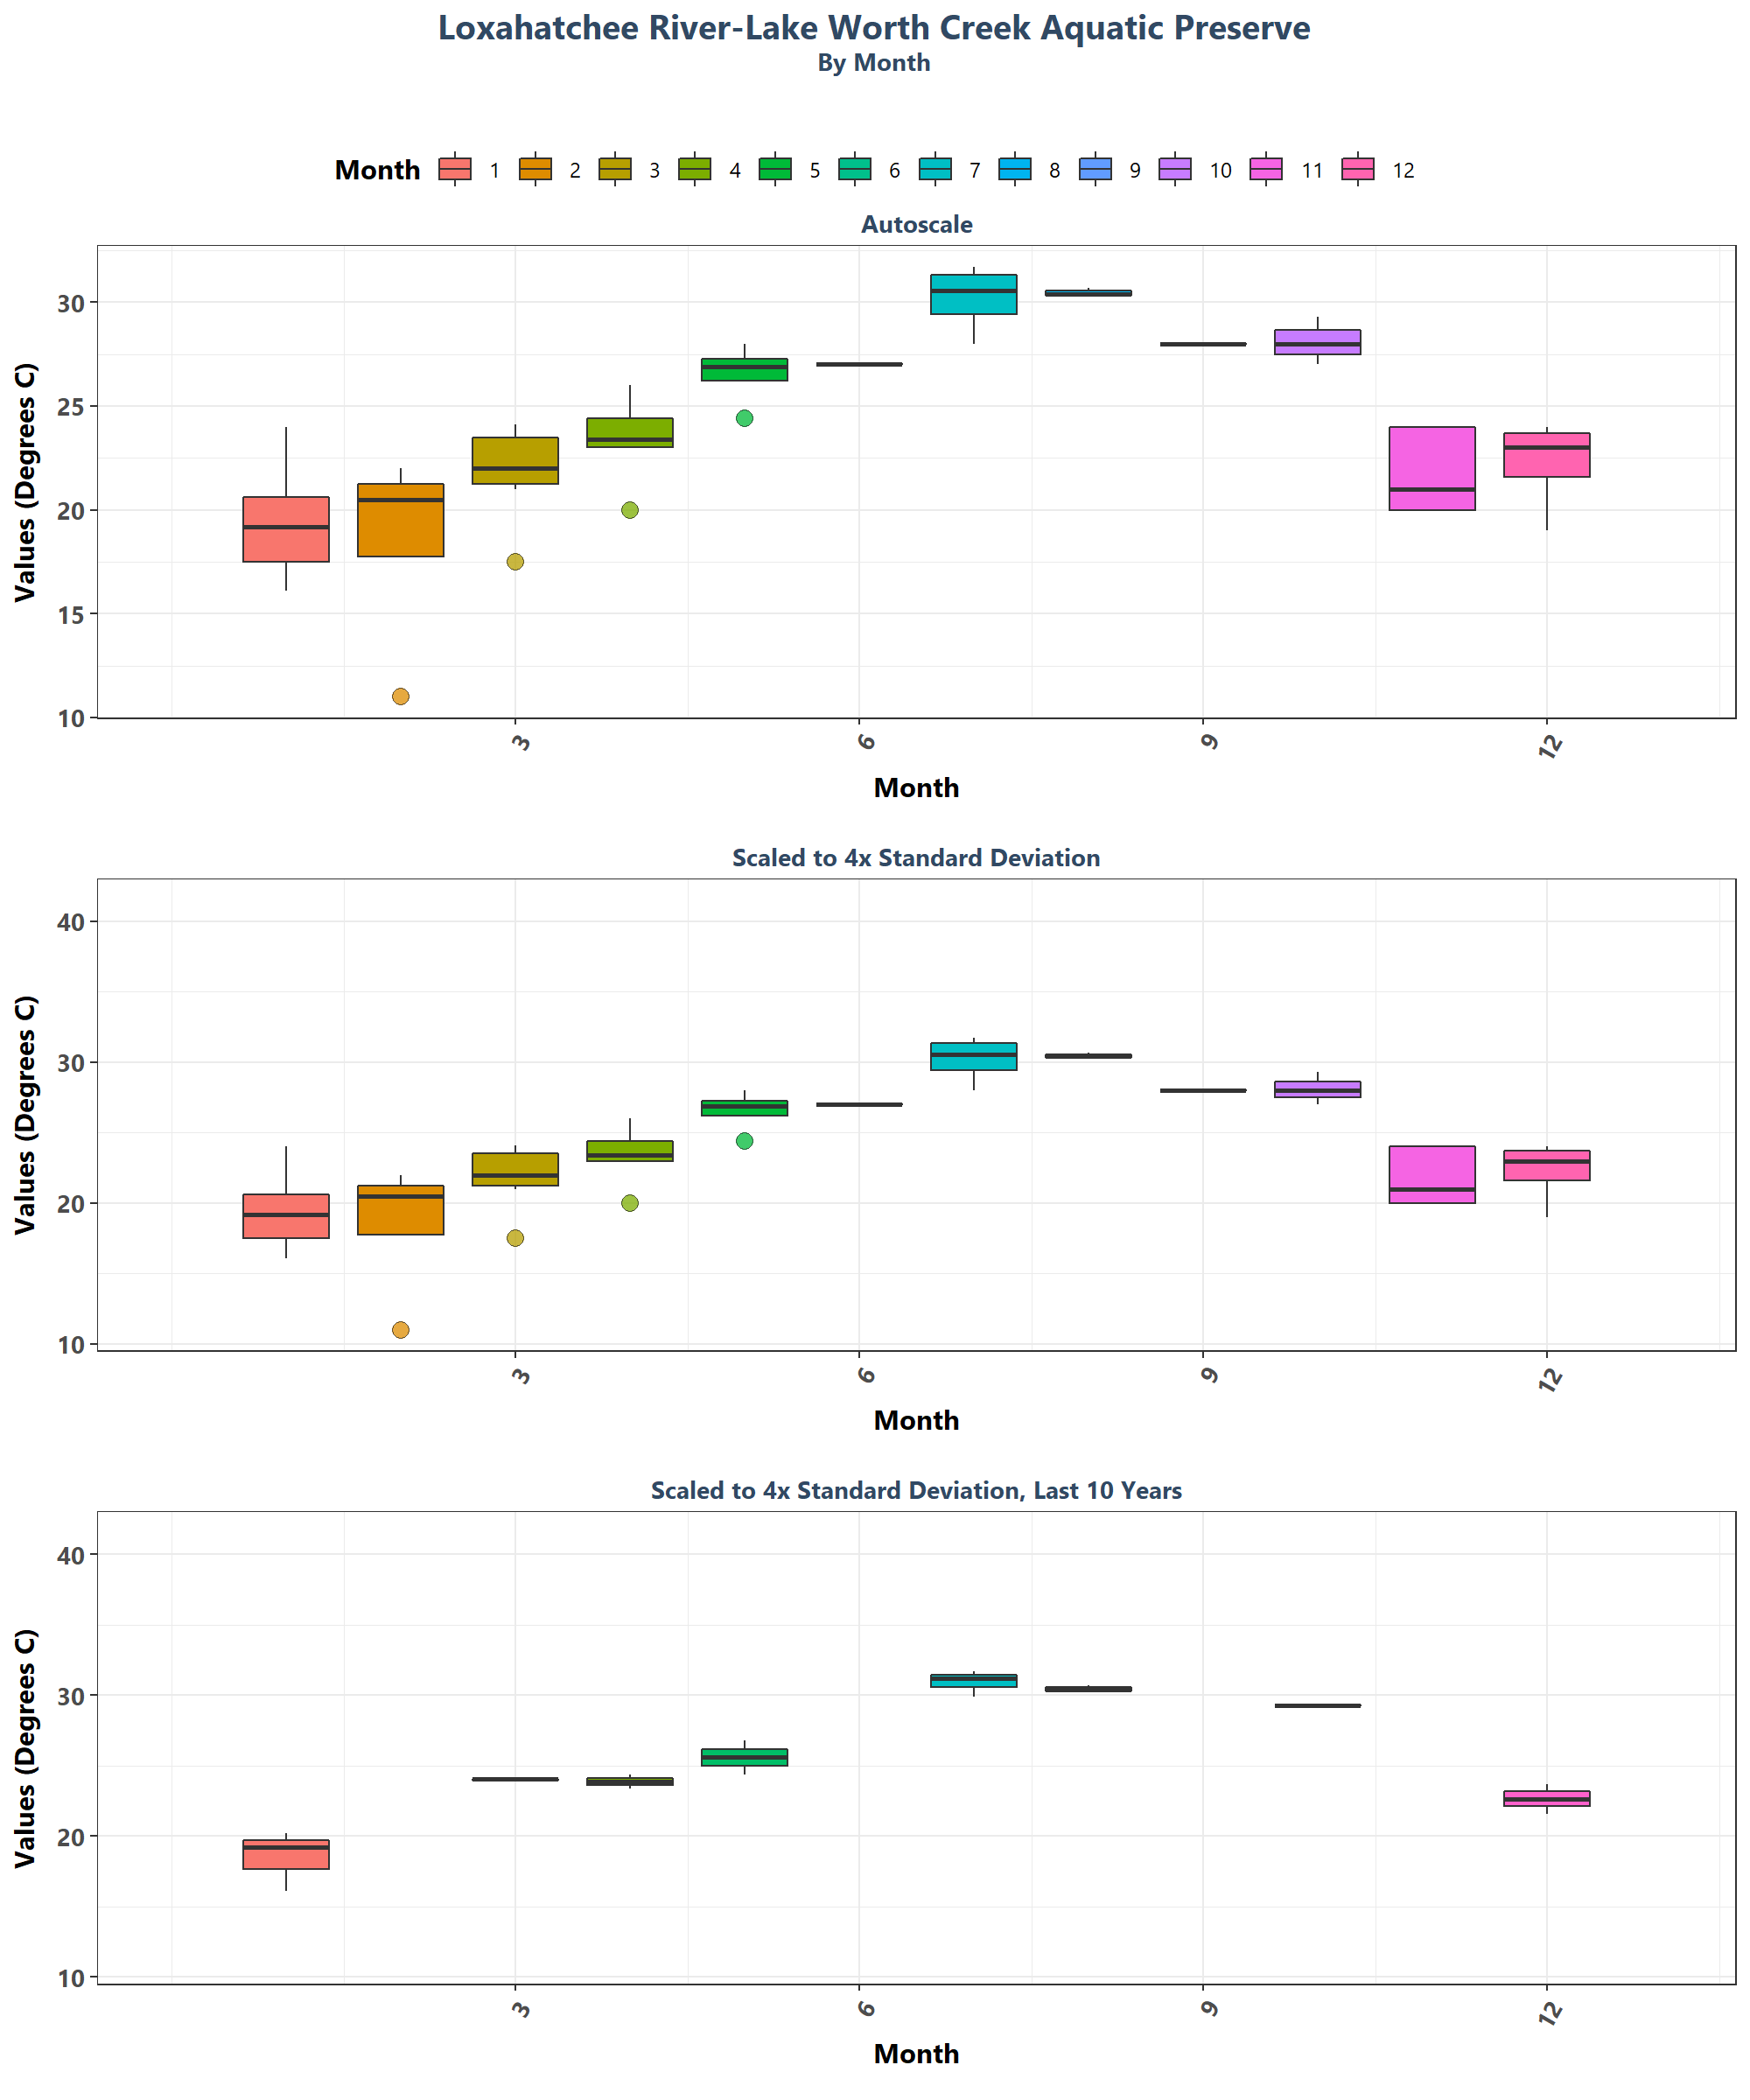 Loxahatchee River-Lake Worth Creek Aquatic Preserve
By Month
Month 1 2 3 4 5 6 7 8 9 10 11 12
Autoscale
Values (Degrees C)
30
25
20
15
10
3 6 9 12
Month
Scaled to 4x Standard Deviation
Values (Degrees C)
40
30
20
10
3 6 9 12
Month
Scaled to 4x Standard Deviation, Last 10 Years
Values (Degrees C)
40
30
20
10
3 6 9 12
Month